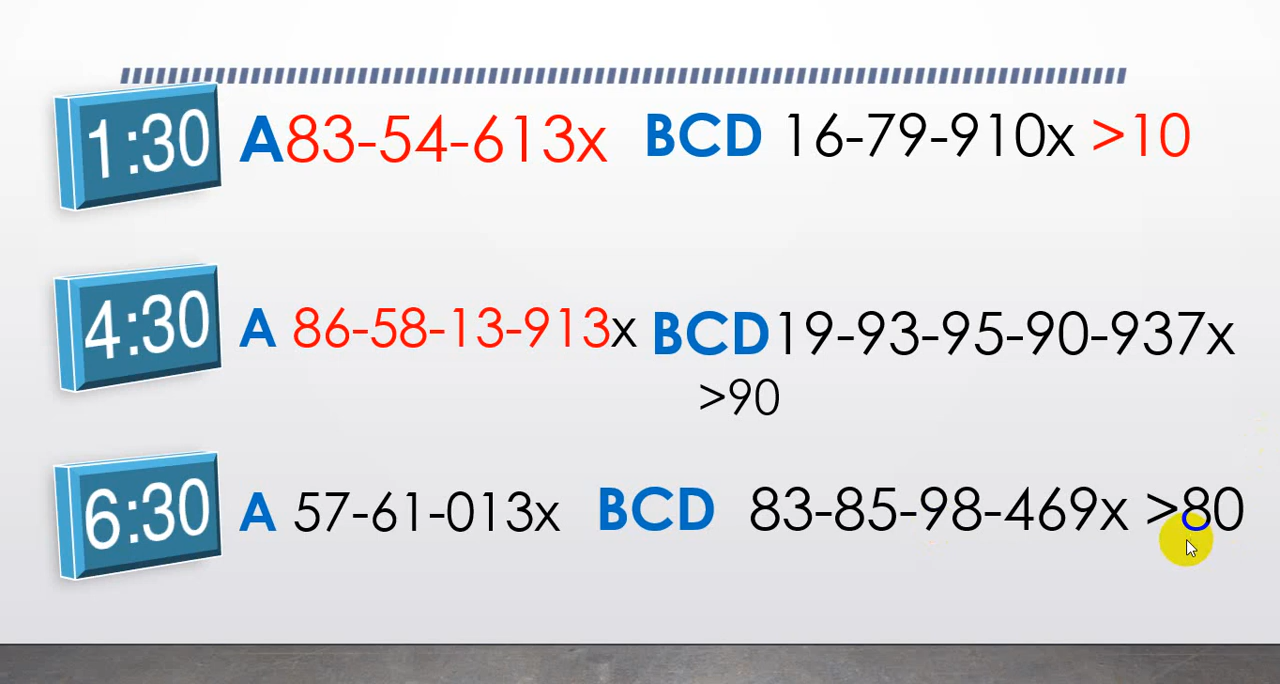 1:30 A83-54-613x BCD 16-79-910x >10
4:30 A 86-58-13-913x BCD19-93-95-90-937x
>90
6:30 A 57-61-013x BCD 83-85-98-469x >80